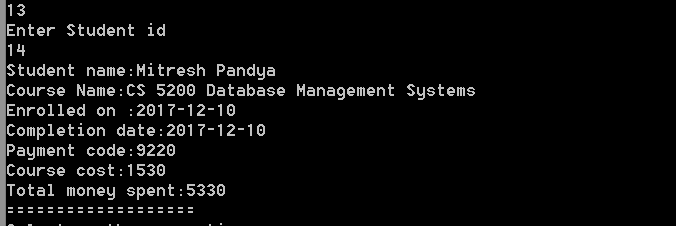 13
Enter Student id
14
Student name:Mitresh Pandya
Course Name:CS 5200 Database Management Systems
Enrolled on :2017-12-10
Completion date:2017-12-10
Payment code:9220
Course cost:1530
Total money spent:5330
===================